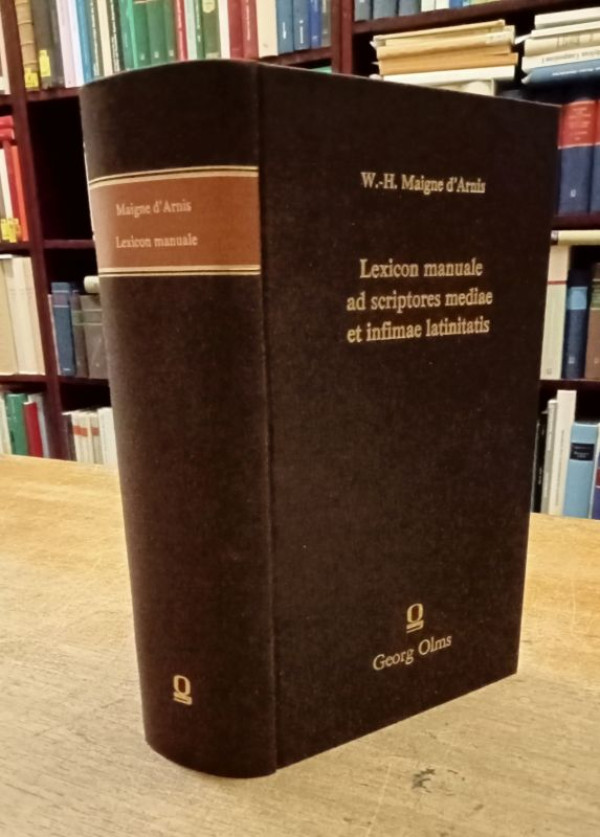 Maigne d'Arnis
Lexicon manuale
W.-H. Maigne d'Arnis
Lexicon manuale
ad scriptores mediae
et infimae latinitatis
Georg Olms